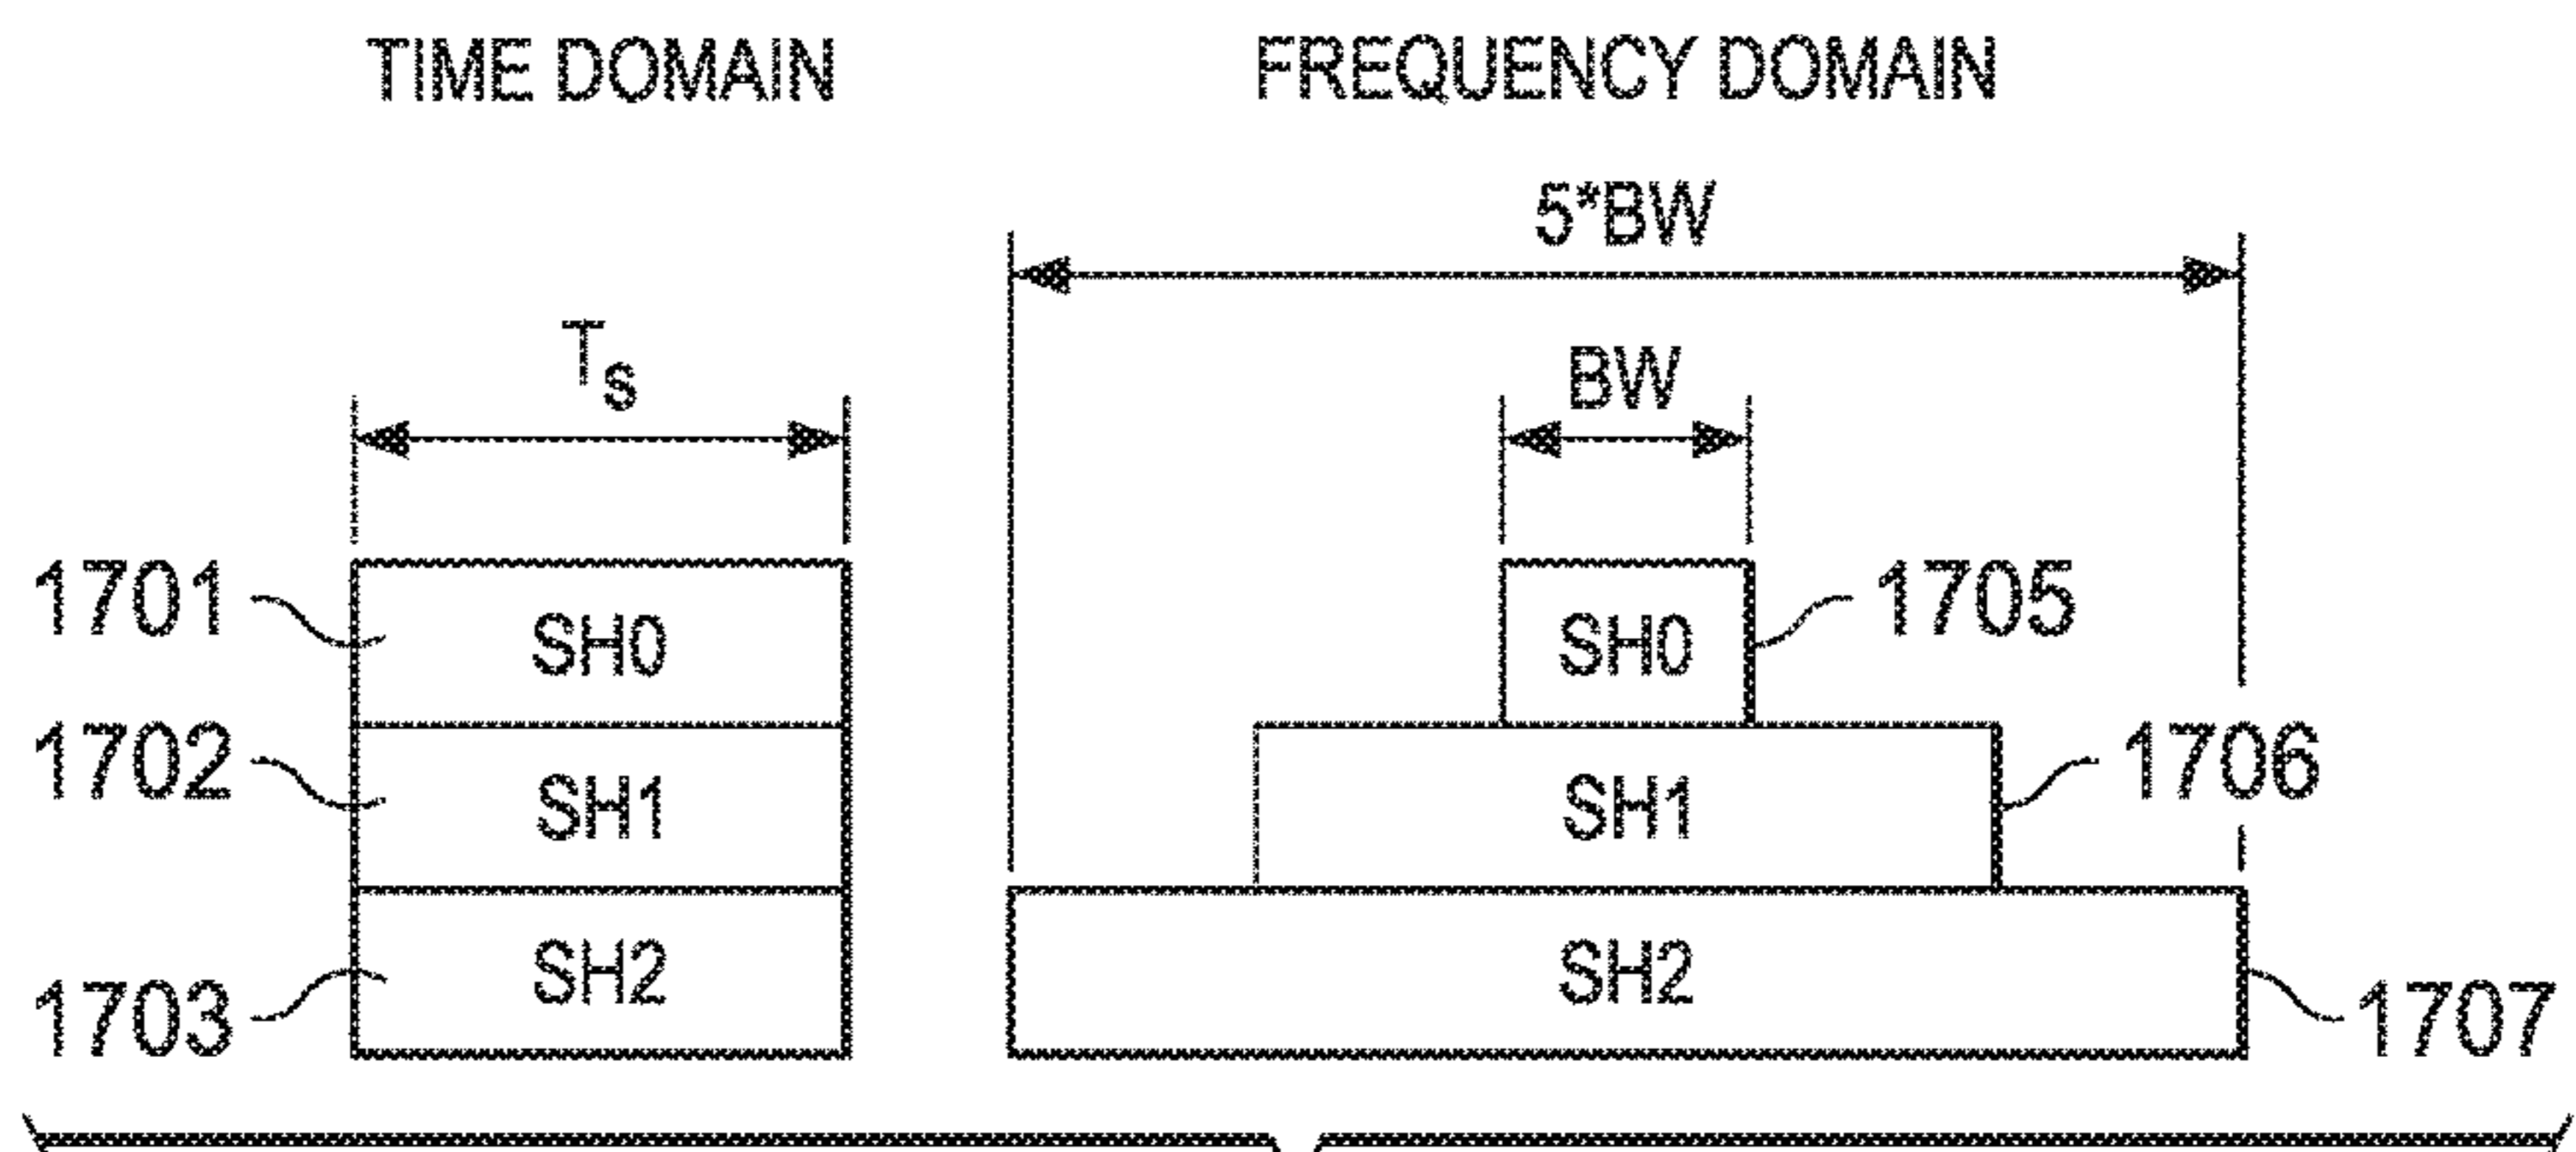 TIME DOMAIN
FREQUENCY DOMAIN
5*BW
Ts
BW
1701
SH0
SH0
1705
1702
SH1
SH1
1706
1703
SH2
SH2
1707